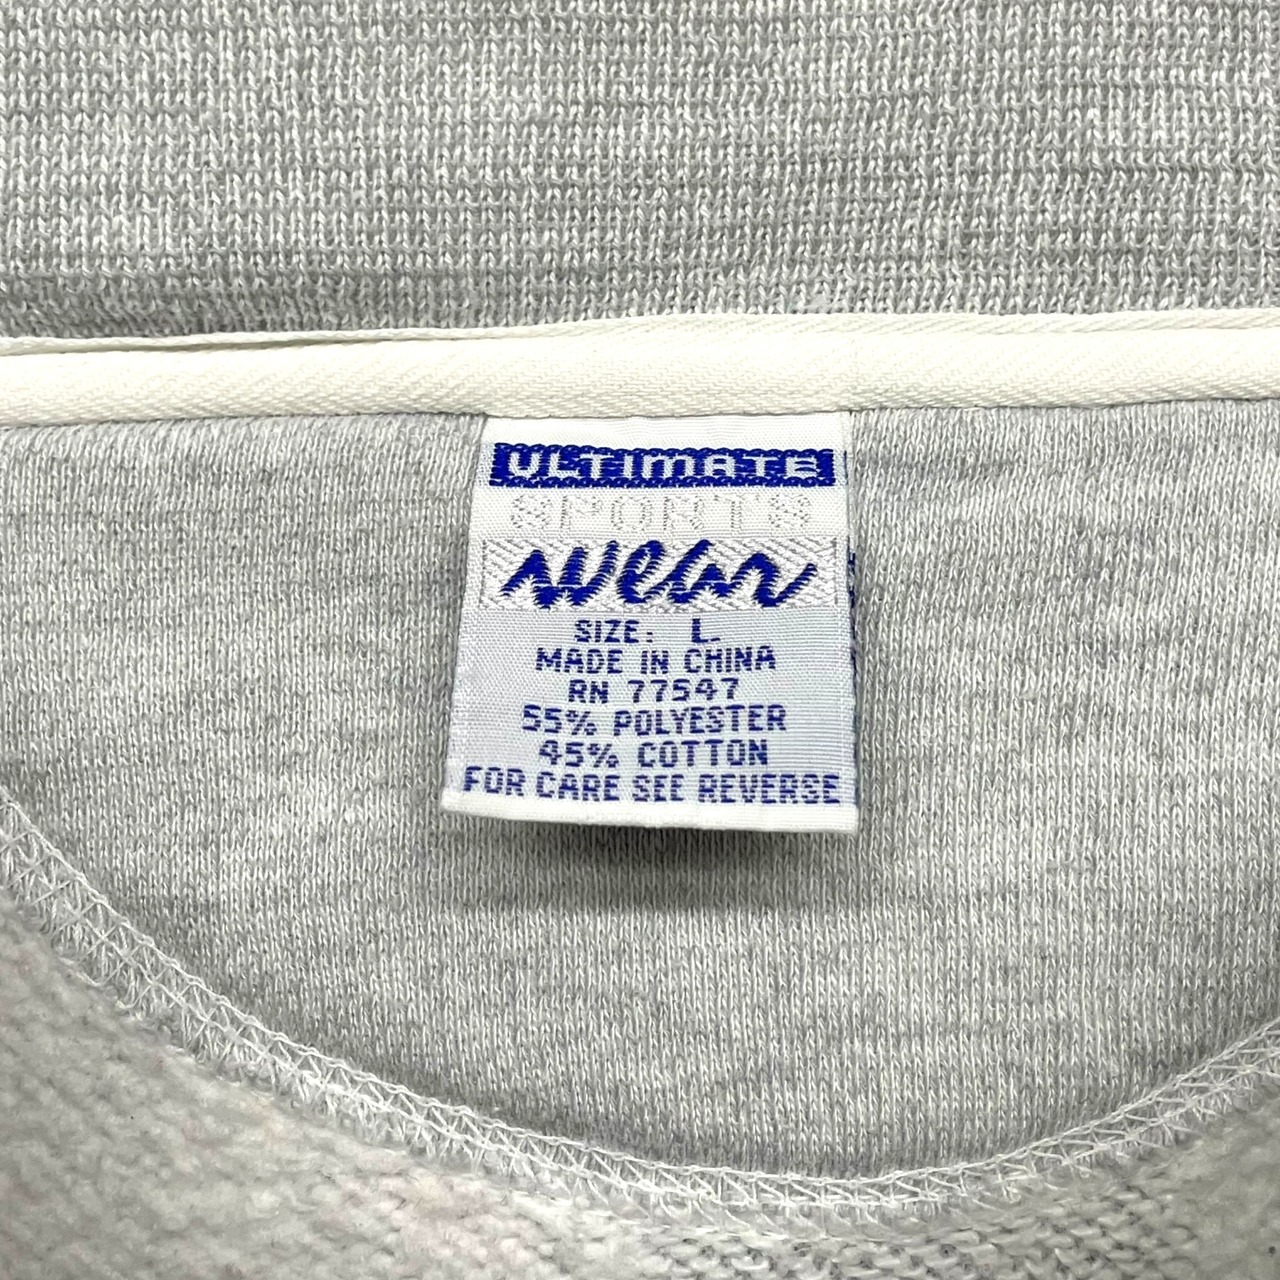 ULTIMATE
SPORTS
Wear
SIZE: L
MADE IN CHINA
RN 77547
55% POLYESTER
45% COTTON
FOR CARE SEE REVERSE